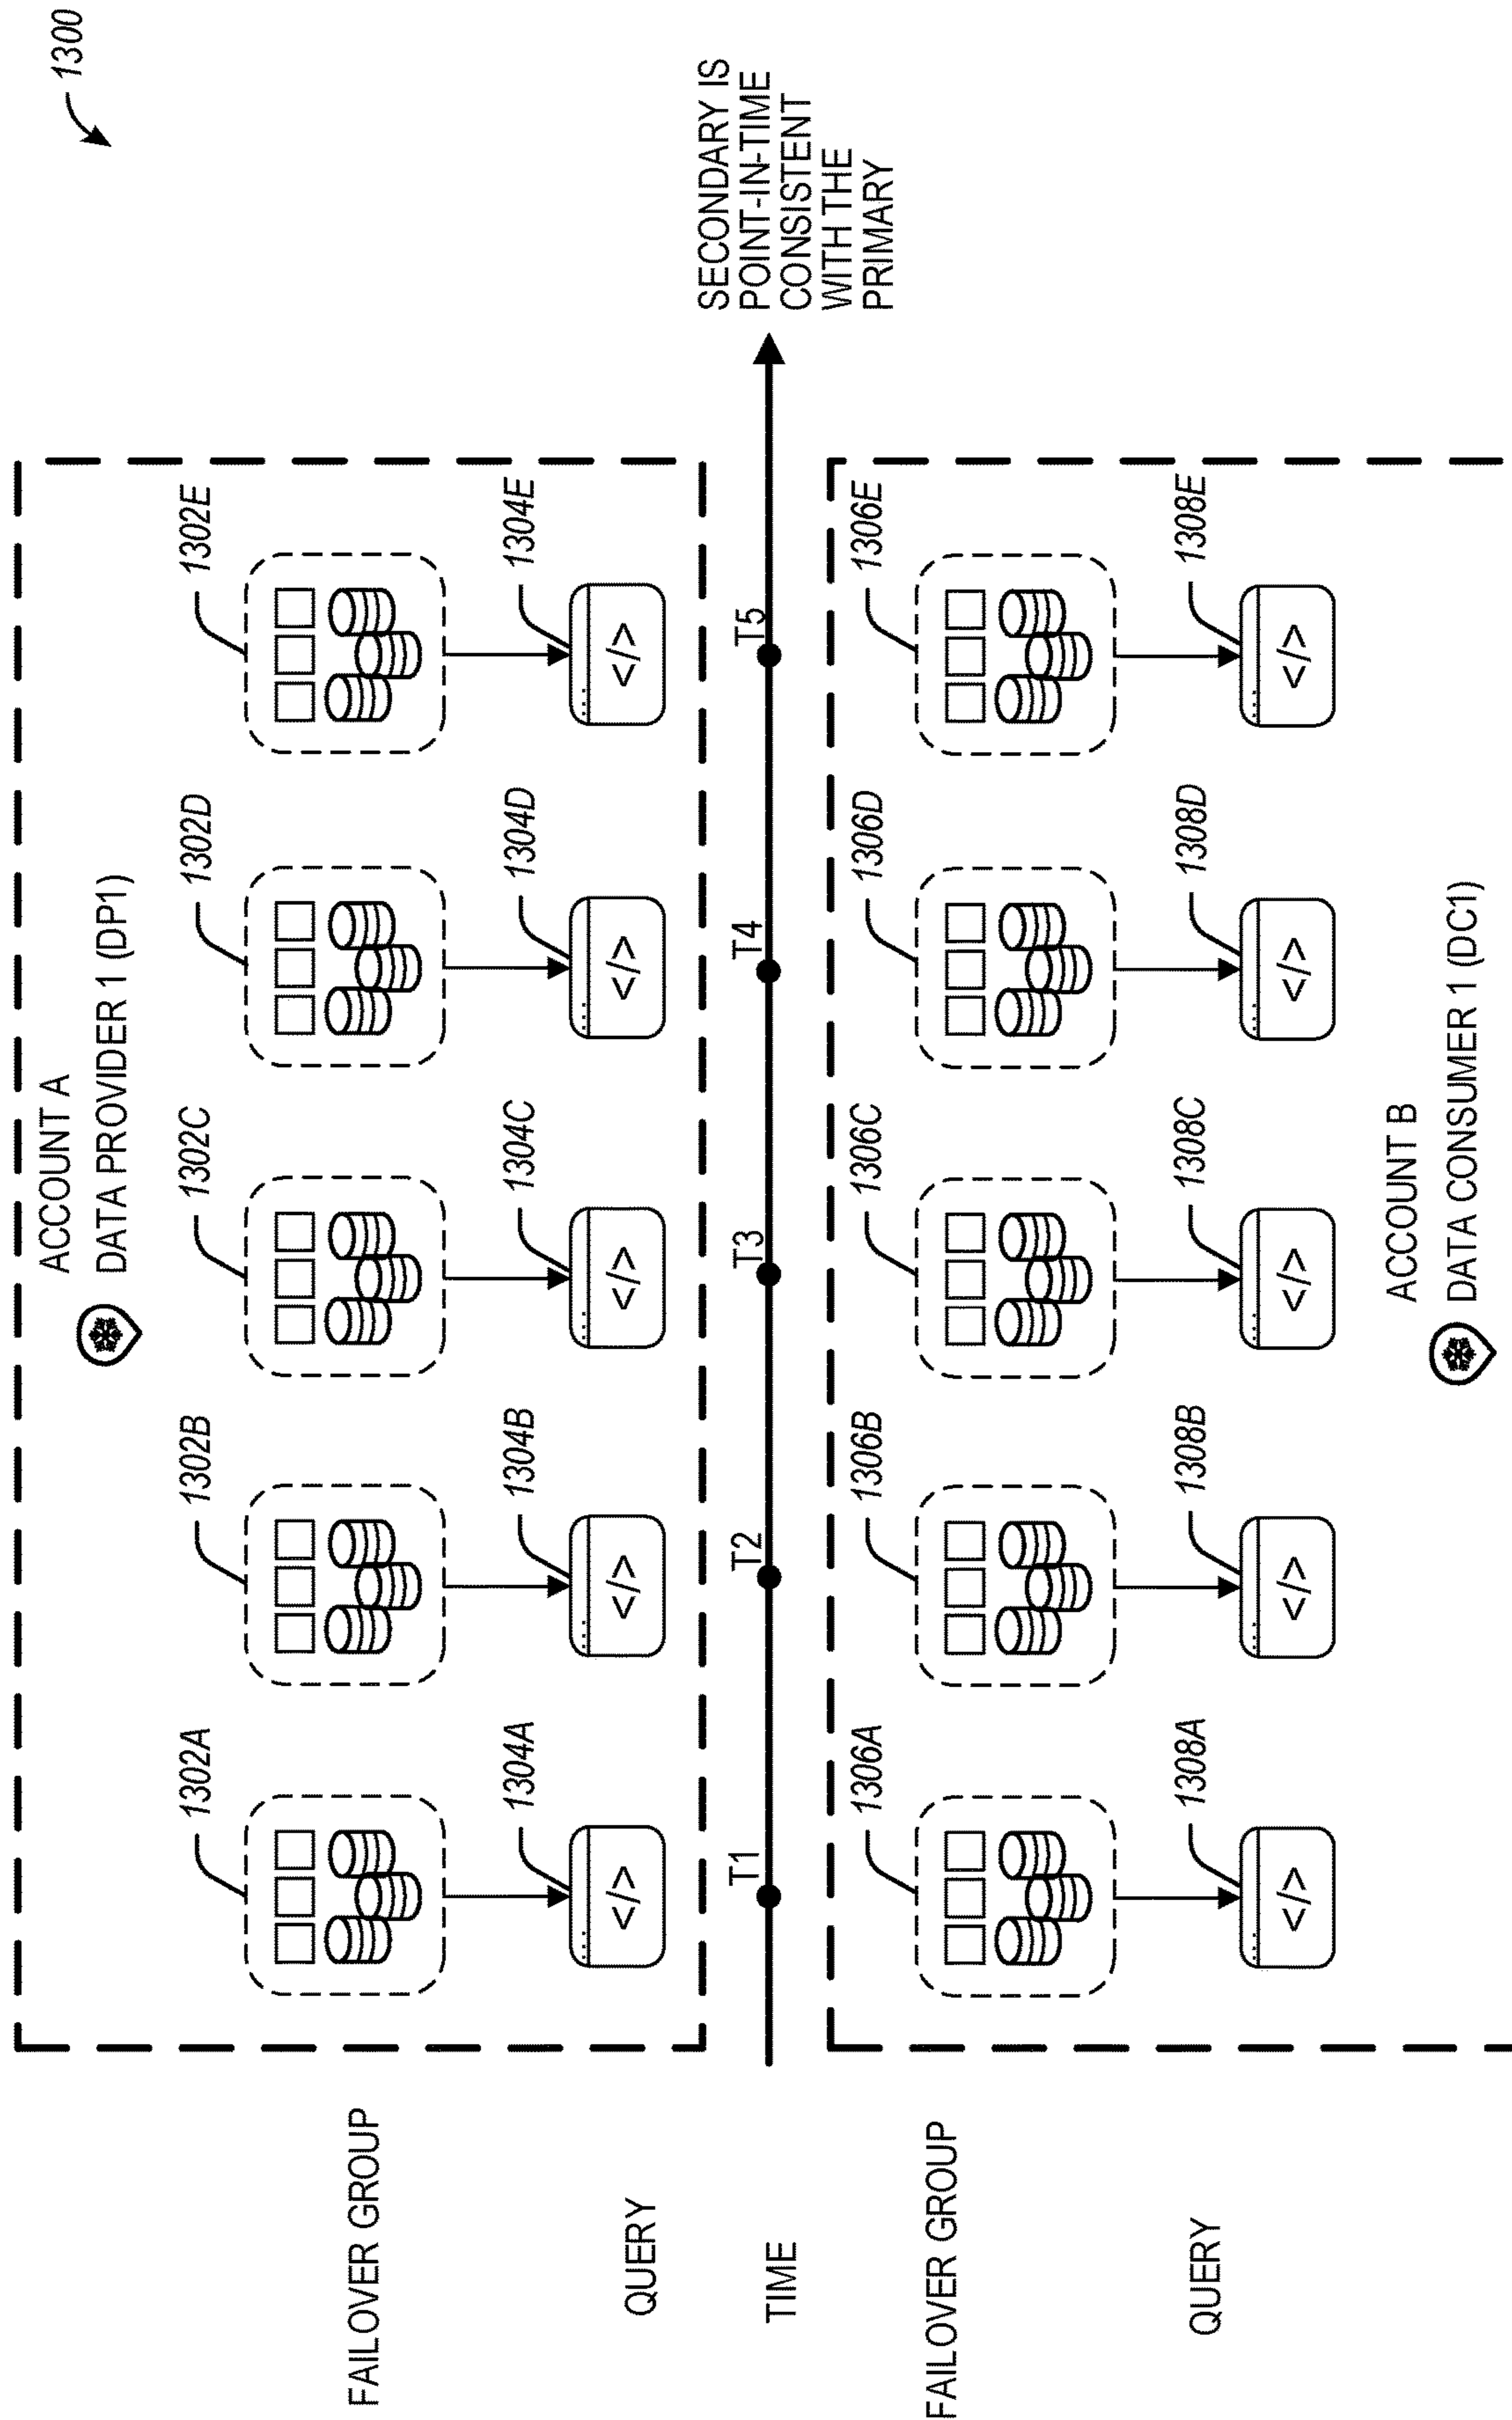 1300
ACCOUNT A
DATA PROVIDER 1 (DP1)
1302A
1302B
1302C
1302D
1302E
FAILOVER GROUP
1304A
1304B
1304C
1304D
1304E
</>
</>
</>
</>
</>
QUERY
TIME
T1
T2
T3
T4
T5
SECONDARY IS
POINT-IN-TIME
CONSISTENT
WITH THE
PRIMARY
1306A
1306B
1306C
1306D
1306E
FAILOVER GROUP
1308A
1308B
1308C
1308D
1308E
</>
</>
</>
</>
</>
QUERY
ACCOUNT B
DATA CONSUMER 1 (DC1)